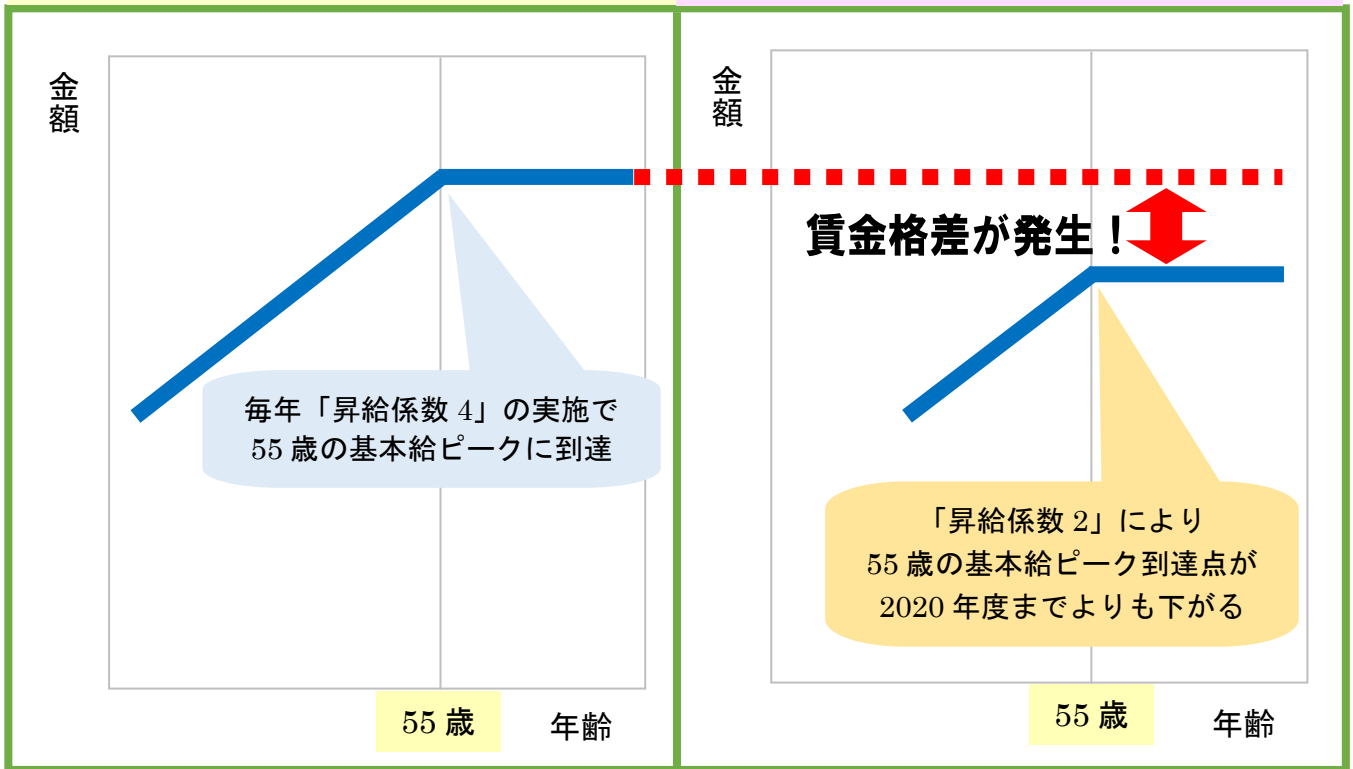 金額
毎年「昇給係数 4」の実施で
55 歳の基本給ピークに到達
55 歳
年齢
金額
賃金格差が発生！
「昇給係数 2」により
55 歳の基本給ピーク到達点が
2020 年度までよりも下がる
55 歳
年齢